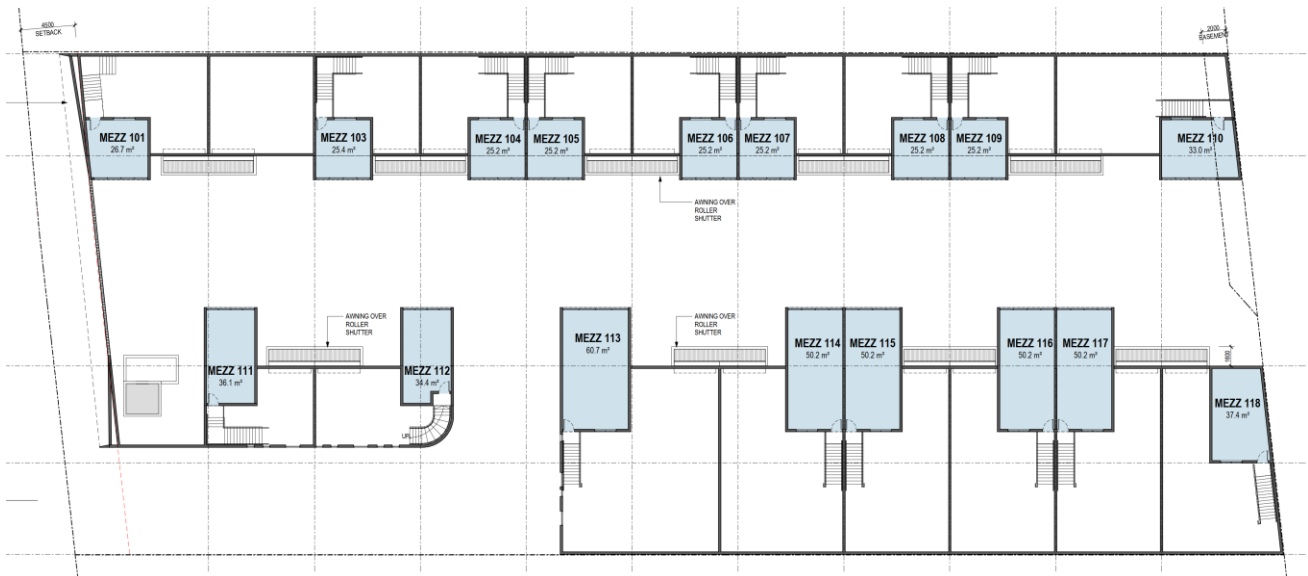 4500
SETBACK
2000
EASEMENT
MEZZ 101
26.7 m²
MEZZ 103
25.4 m²
MEZZ 104
25.2 m²
MEZZ 105
25.2 m²
MEZZ 106
25.2 m²
MEZZ 107
25.2 m²
MEZZ 108
25.2 m²
MEZZ 109
25.2 m²
MEZZ 110
33.0 m²
AWNING OVER
ROLLER
SHUTTER
AWNING OVER
ROLLER
SHUTTER
AWNING OVER
ROLLER
SHUTTER
MEZZ 111
36.1 m²
MEZZ 112
34.4 m²
UP
MEZZ 113
60.7 m²
MEZZ 114
50.2 m²
MEZZ 115
50.2 m²
MEZZ 116
50.2 m²
MEZZ 117
50.2 m²
1600
MEZZ 118
37.4 m²